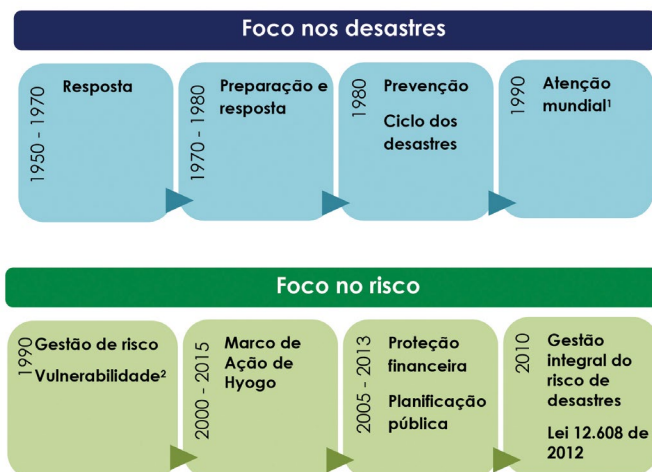 Foco nos desastres
1950 - 1970
Resposta
1970 - 1980
Preparação e
resposta
1980
Prevenção
Ciclo dos
desastres
1990
Atenção
mundial¹
Foco no risco
1990
Gestão de risco
Vulnerabilidade²
2000 - 2015
Marco de
Ação de
Hyogo
2005 - 2013
Proteção
financeira
Planificação
pública
2010
Gestão
integral do
risco de
desastres
Lei 12.608 de
2012